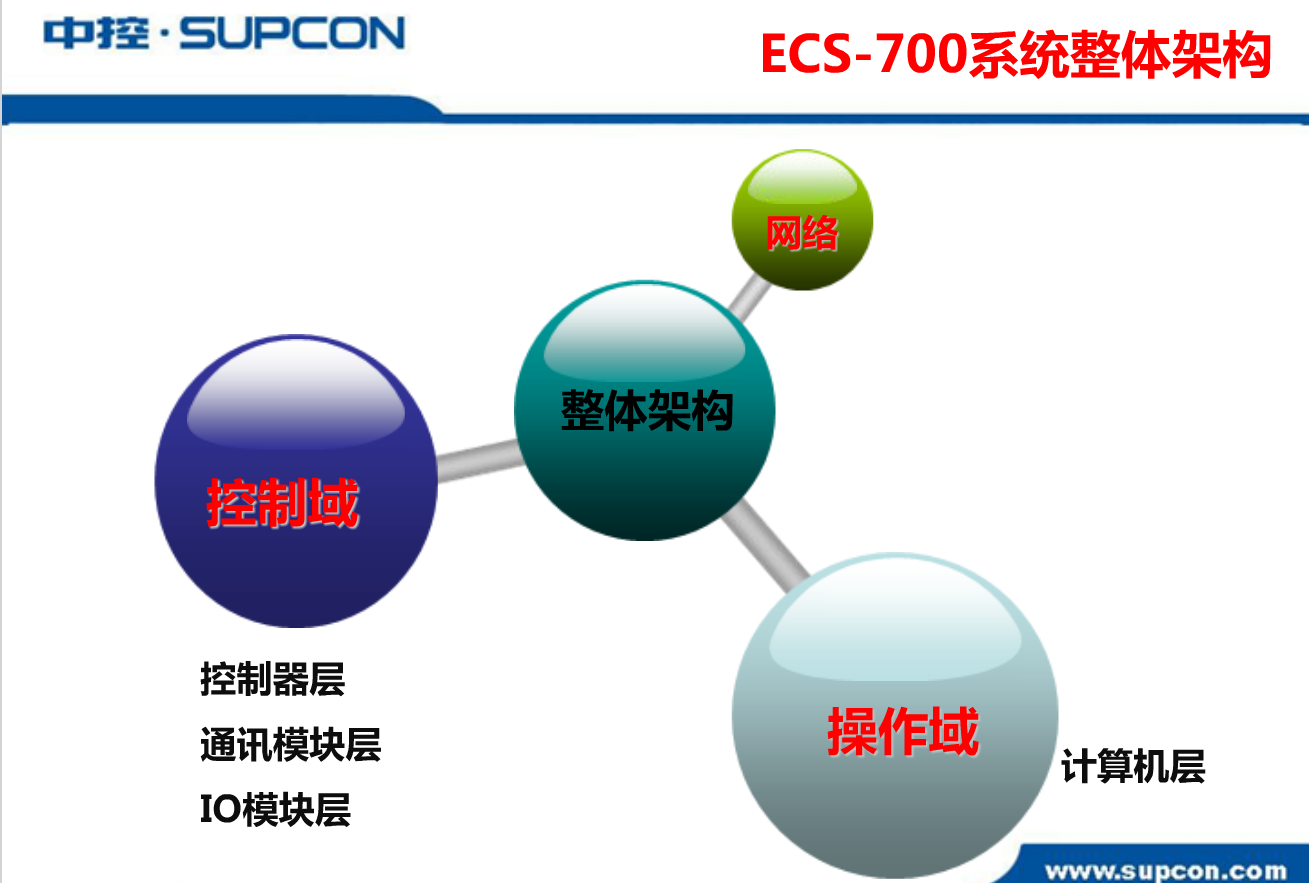 中控·SUPCON
ECS-700系统整体架构
网络
整体架构
控制域
控制器层
通讯模块层
IO模块层
操作域
计算机层
www.supcon.com